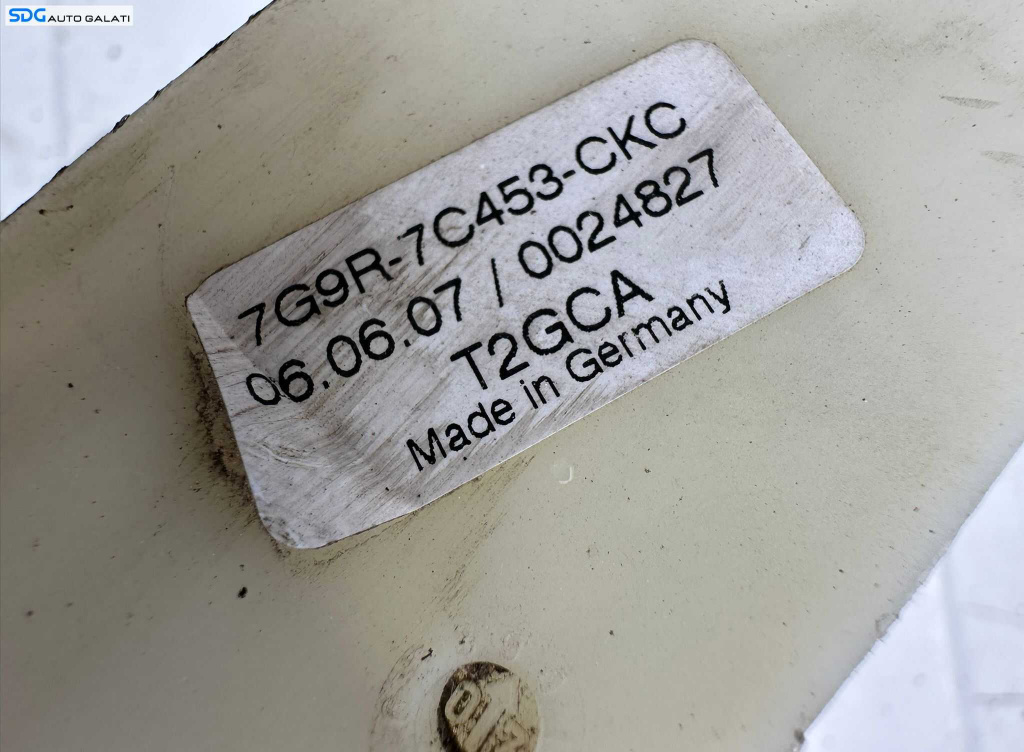 SDG AUTO GALATI
7G9R-7C453-CKC
06.06.07 / 0024827
T2GCA
Made in Germany